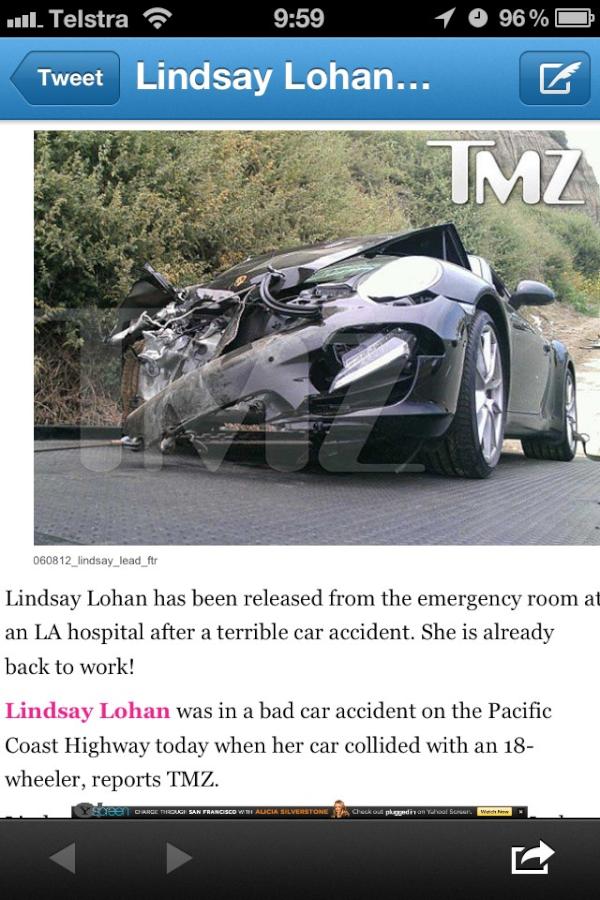 Telstra 9:59 96%
Tweet Lindsay Lohan...
TMZ
TMZ
060812_lindsay_lead_ftr
Lindsay Lohan has been released from the emergency room at
an LA hospital after a terrible car accident. She is already
back to work!
Lindsay Lohan was in a bad car accident on the Pacific
Coast Highway today when her car collided with an 18-
wheeler, reports TMZ.
Y! screen CHARGE THROUGH SAN FRANCISCO WITH ALICIA SILVERSTONE Check out pluggedin on Yahoo! Screen. Watch Now